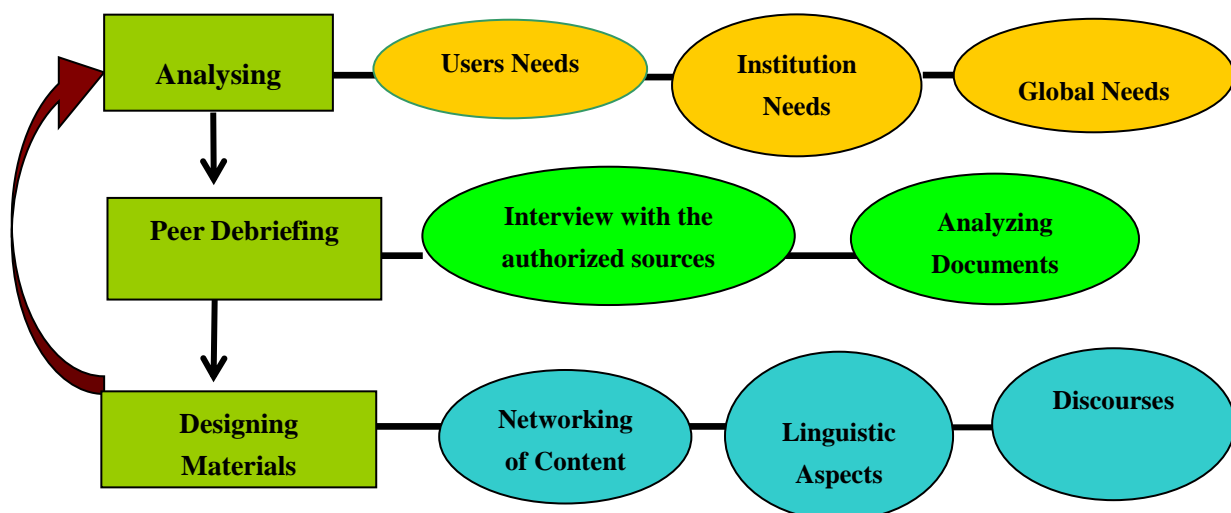 Analysing
Users Needs
Institution
Needs
Global Needs
Peer Debriefing
Interview with the
authorized sources
Analyzing
Documents
Designing
Materials
Networking
of Content
Linguistic
Aspects
Discourses